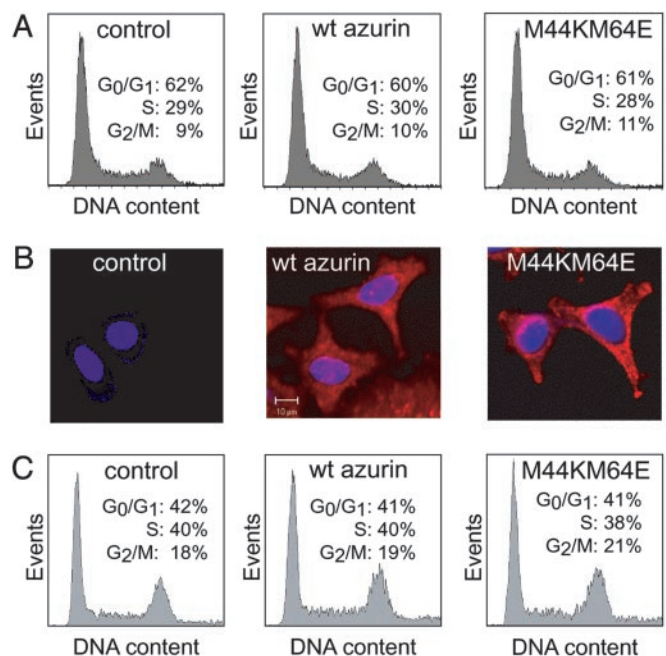 A
control
G0/G1: 62%
S: 29%
G2/M: 9%
Events
DNA content
wt azurin
G0/G1: 60%
S: 30%
G2/M: 10%
Events
DNA content
M44KM64E
G0/G1: 61%
S: 28%
G2/M: 11%
Events
DNA content
B
control
wt azurin
10 µm
M44KM64E
C
control
G0/G1: 42%
S: 40%
G2/M: 18%
Events
DNA content
wt azurin
G0/G1: 41%
S: 40%
G2/M: 19%
Events
DNA content
M44KM64E
G0/G1: 41%
S: 38%
G2/M: 21%
Events
DNA content